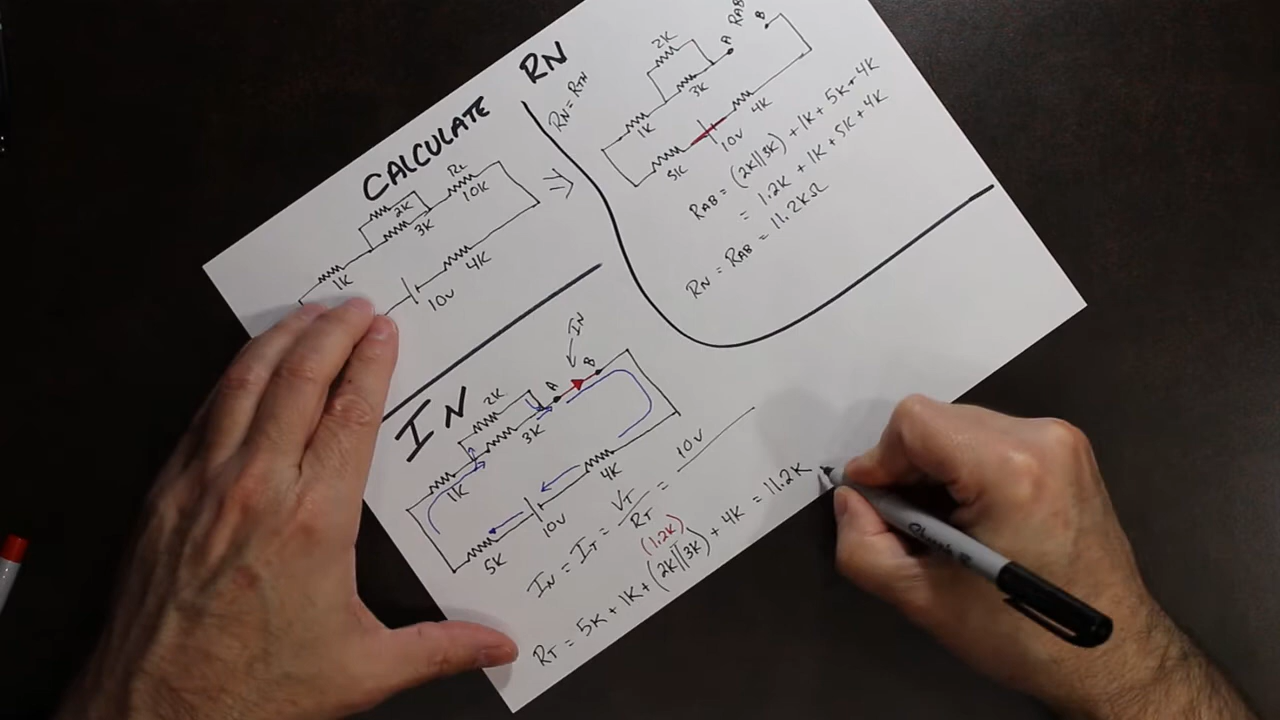 CALCULATE RN
2K
3K
RL
10K
1K
10V
4K
RN = RTH
2K
3K
A
RAB
B
1K
5K
10V
4K
RAB = (2K||3K) + 1K + 5K + 4K
= 1.2K + 1K + 5K + 4K
RN = RAB = 11.2KΩ
IN
2K
3K
A
B
IN
1K
5K
10V
4K
IN = IT = VT/RT = 10V
(1.2K)
RT = 5K + 1K + (2K||3K) + 4K = 11.2K
Sharpie